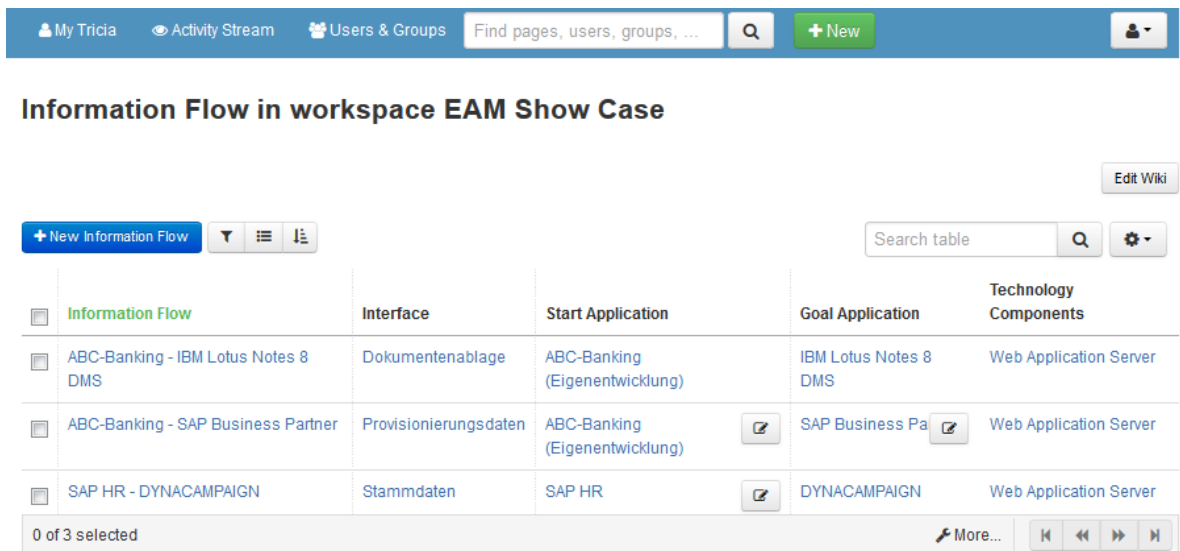 My Tricia Activity Stream Users & Groups Find pages, users, groups, ... New
Information Flow in workspace EAM Show Case
Edit Wiki
New Information Flow Search table
Information Flow Interface Start Application Goal Application Technology Components
ABC-Banking - IBM Lotus Notes 8 DMS Dokumentenablage ABC-Banking (Eigenentwicklung) IBM Lotus Notes 8 DMS Web Application Server
ABC-Banking - SAP Business Partner Provisionierungsdaten ABC-Banking (Eigenentwicklung) SAP Business Pa Web Application Server
SAP HR - DYNACAMPAIGN Stammdaten SAP HR DYNACAMPAIGN Web Application Server
0 of 3 selected More...